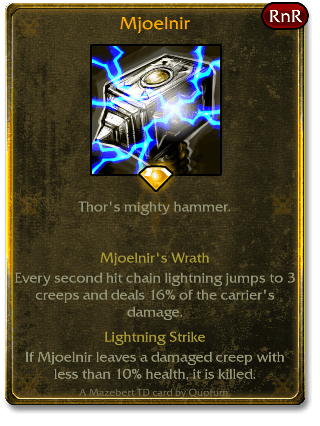 Mjoelnir
RnR
Thor's mighty hammer.
Mjoelnir's Wrath
Every second hit chain lightning jumps to 3
creeps and deals 16% of the carrier's
damage.
Lightning Strike
If Mjoelnir leaves a damaged creep with
less than 10% health, it is killed.
A Mazebert TD card by Quorum